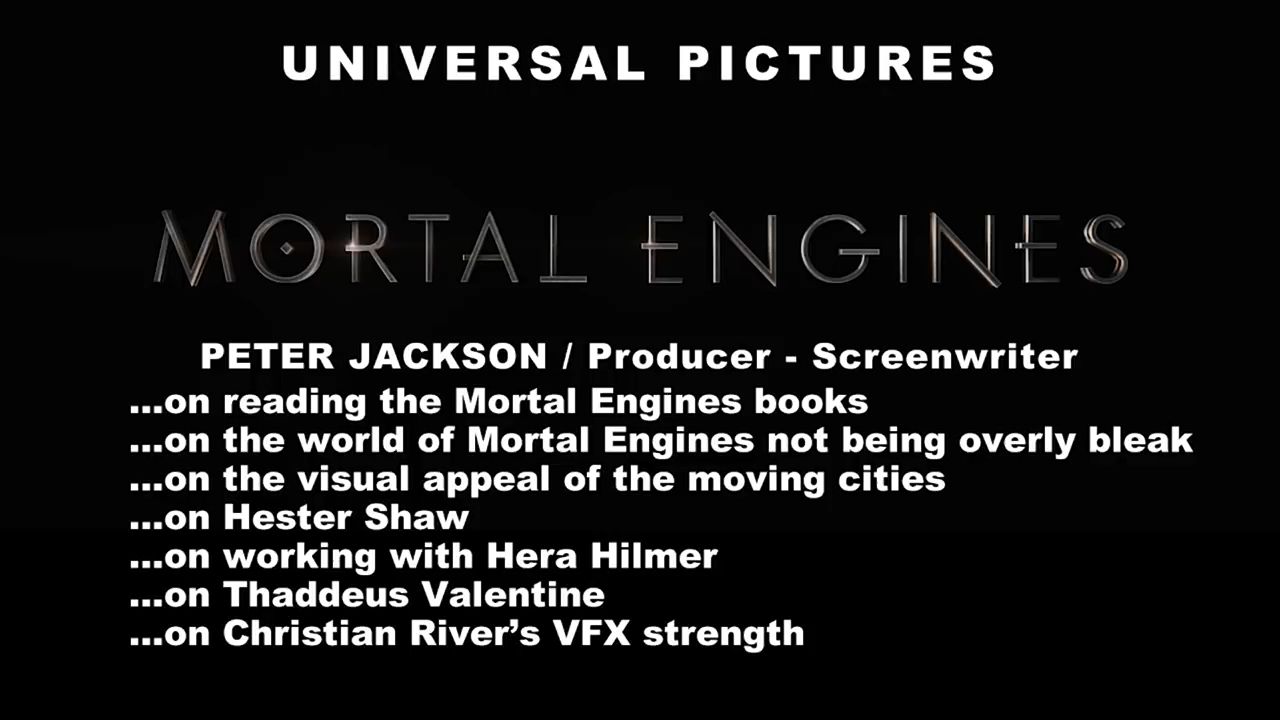 UNIVERSAL PICTURES
MORTAL ENGINES
PETER JACKSON / Producer - Screenwriter
...on reading the Mortal Engines books
...on the world of Mortal Engines not being overly bleak
...on the visual appeal of the moving cities
...on Hester Shaw
...on working with Hera Hilmer
...on Thaddeus Valentine
...on Christian River’s VFX strength